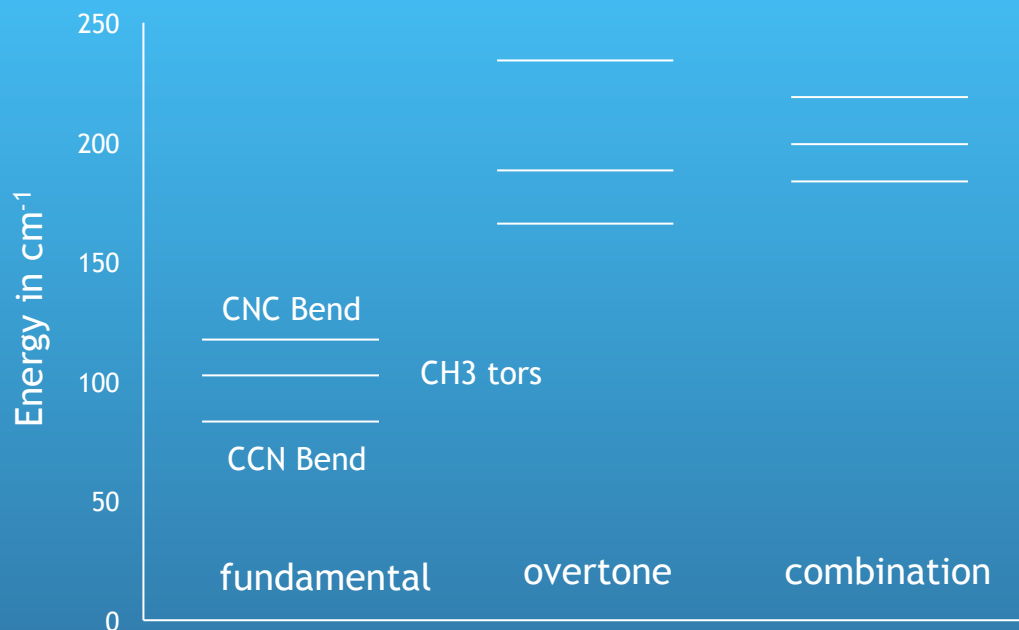 250
200
150
100
50
0
Energy in cm-1
CNC Bend
CH3 tors
CCN Bend
fundamental
overtone
combination